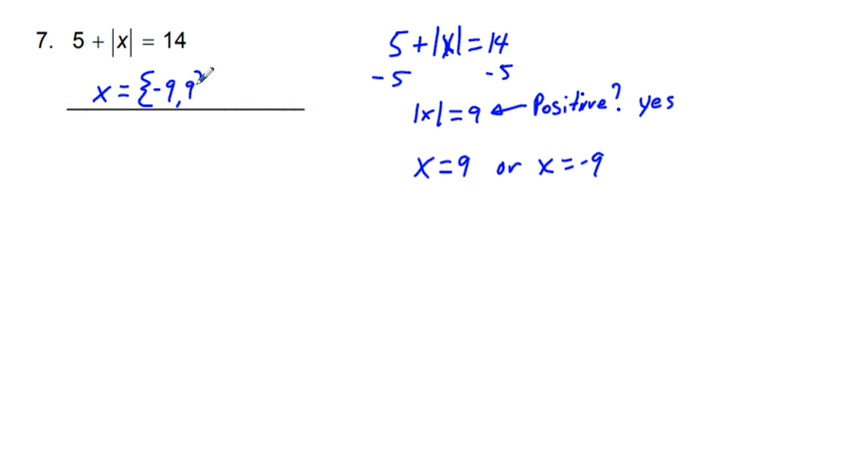 7. 5 + |x| = 14
x = {-9, 9}
5 + |x| = 14
-5 -5
|x| = 9 ← Positive? yes
x = 9 or x = -9